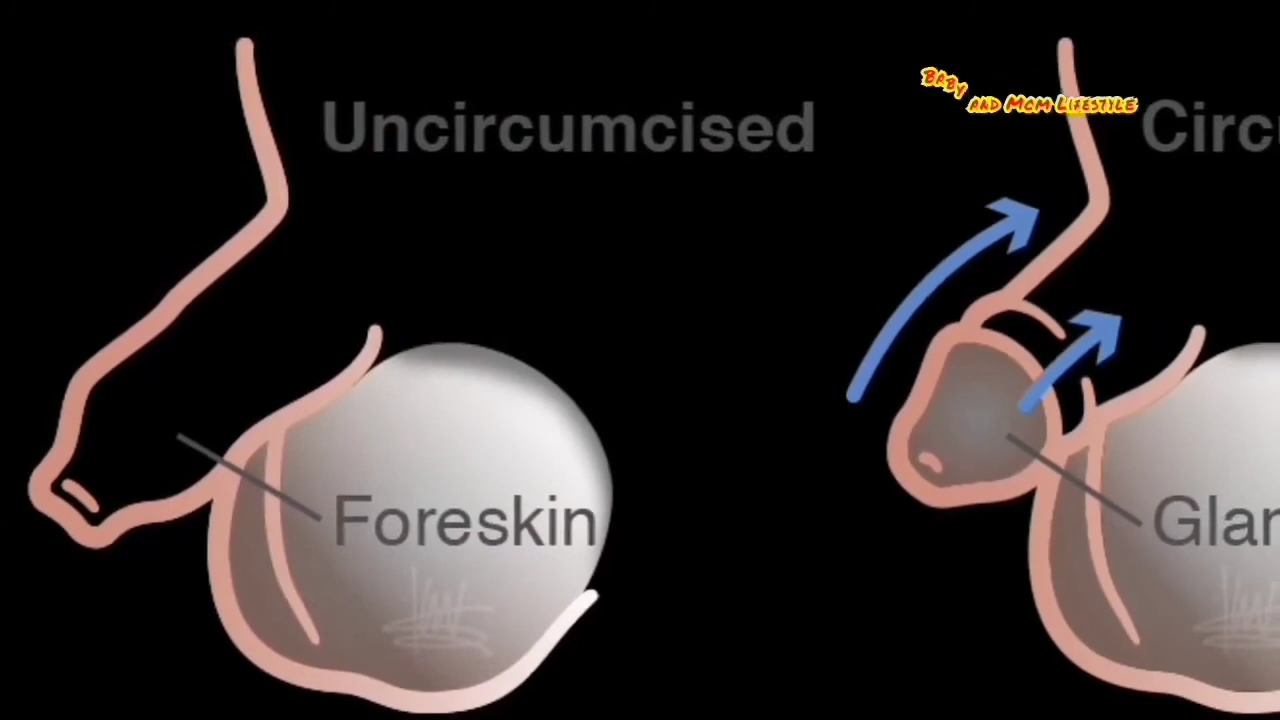 Baby
and Mom Lifestyle
Uncircumcised
Circ
Foreskin
Glan